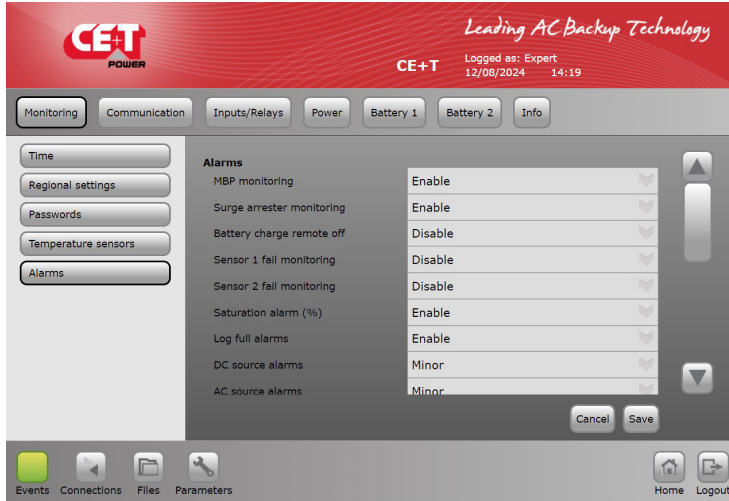 CE+T
POWER
Leading AC Backup Technology
CE+T
Logged as: Expert
12/08/2024 14:19
Monitoring Communication Inputs/Relays Power Battery 1 Battery 2 Info
Time
Regional settings
Passwords
Temperature sensors
Alarms
Alarms
MBP monitoring Enable
Surge arrester monitoring Enable
Battery charge remote off Disable
Sensor 1 fail monitoring Disable
Sensor 2 fail monitoring Disable
Saturation alarm (%) Enable
Log full alarms Enable
DC source alarms Minor
AC source alarms Minor
Cancel Save
Events Connections Files Parameters Home Logout